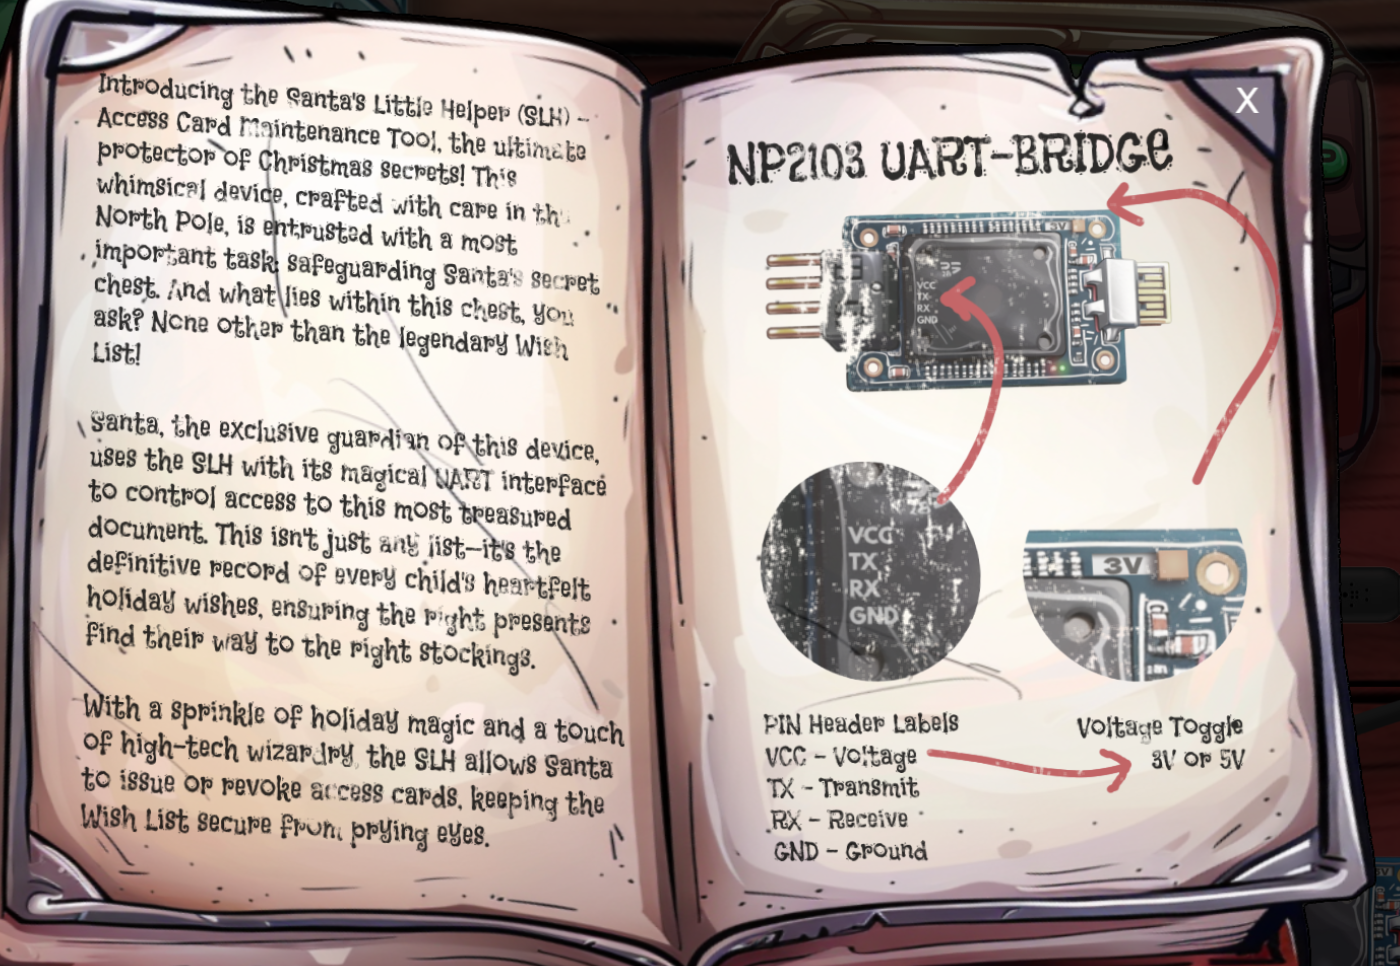 Introducing the Santa's Little Helper (SLH) –
Access Card Maintenance Tool, the ultimate
protector of Christmas secrets! This
whimsical device, crafted with care in the
North Pole, is entrusted with a most
important task: safeguarding Santa's secret
chest. And what lies within this chest, you
ask? None other than the legendary Wish
List!
Santa, the exclusive guardian of this device,
uses the SLH with its magical UART interface
to control access to this most treasured
document. This isn't just any list—it's the
definitive record of every child's heartfelt
holiday wishes, ensuring the right presents
find their way to the right stockings.
With a sprinkle of holiday magic and a touch
of high-tech wizardry, the SLH allows Santa
to issue or revoke access cards, keeping the
Wish List secure from prying eyes.
X
NP2103 UART-BRIDGE
5V
VCC
TX
RX
GND
VCC
TX
RX
GND
3V
PIN Header Labels
VCC – Voltage
TX – Transmit
RX – Receive
GND – Ground
Voltage Toggle
3V or 5V